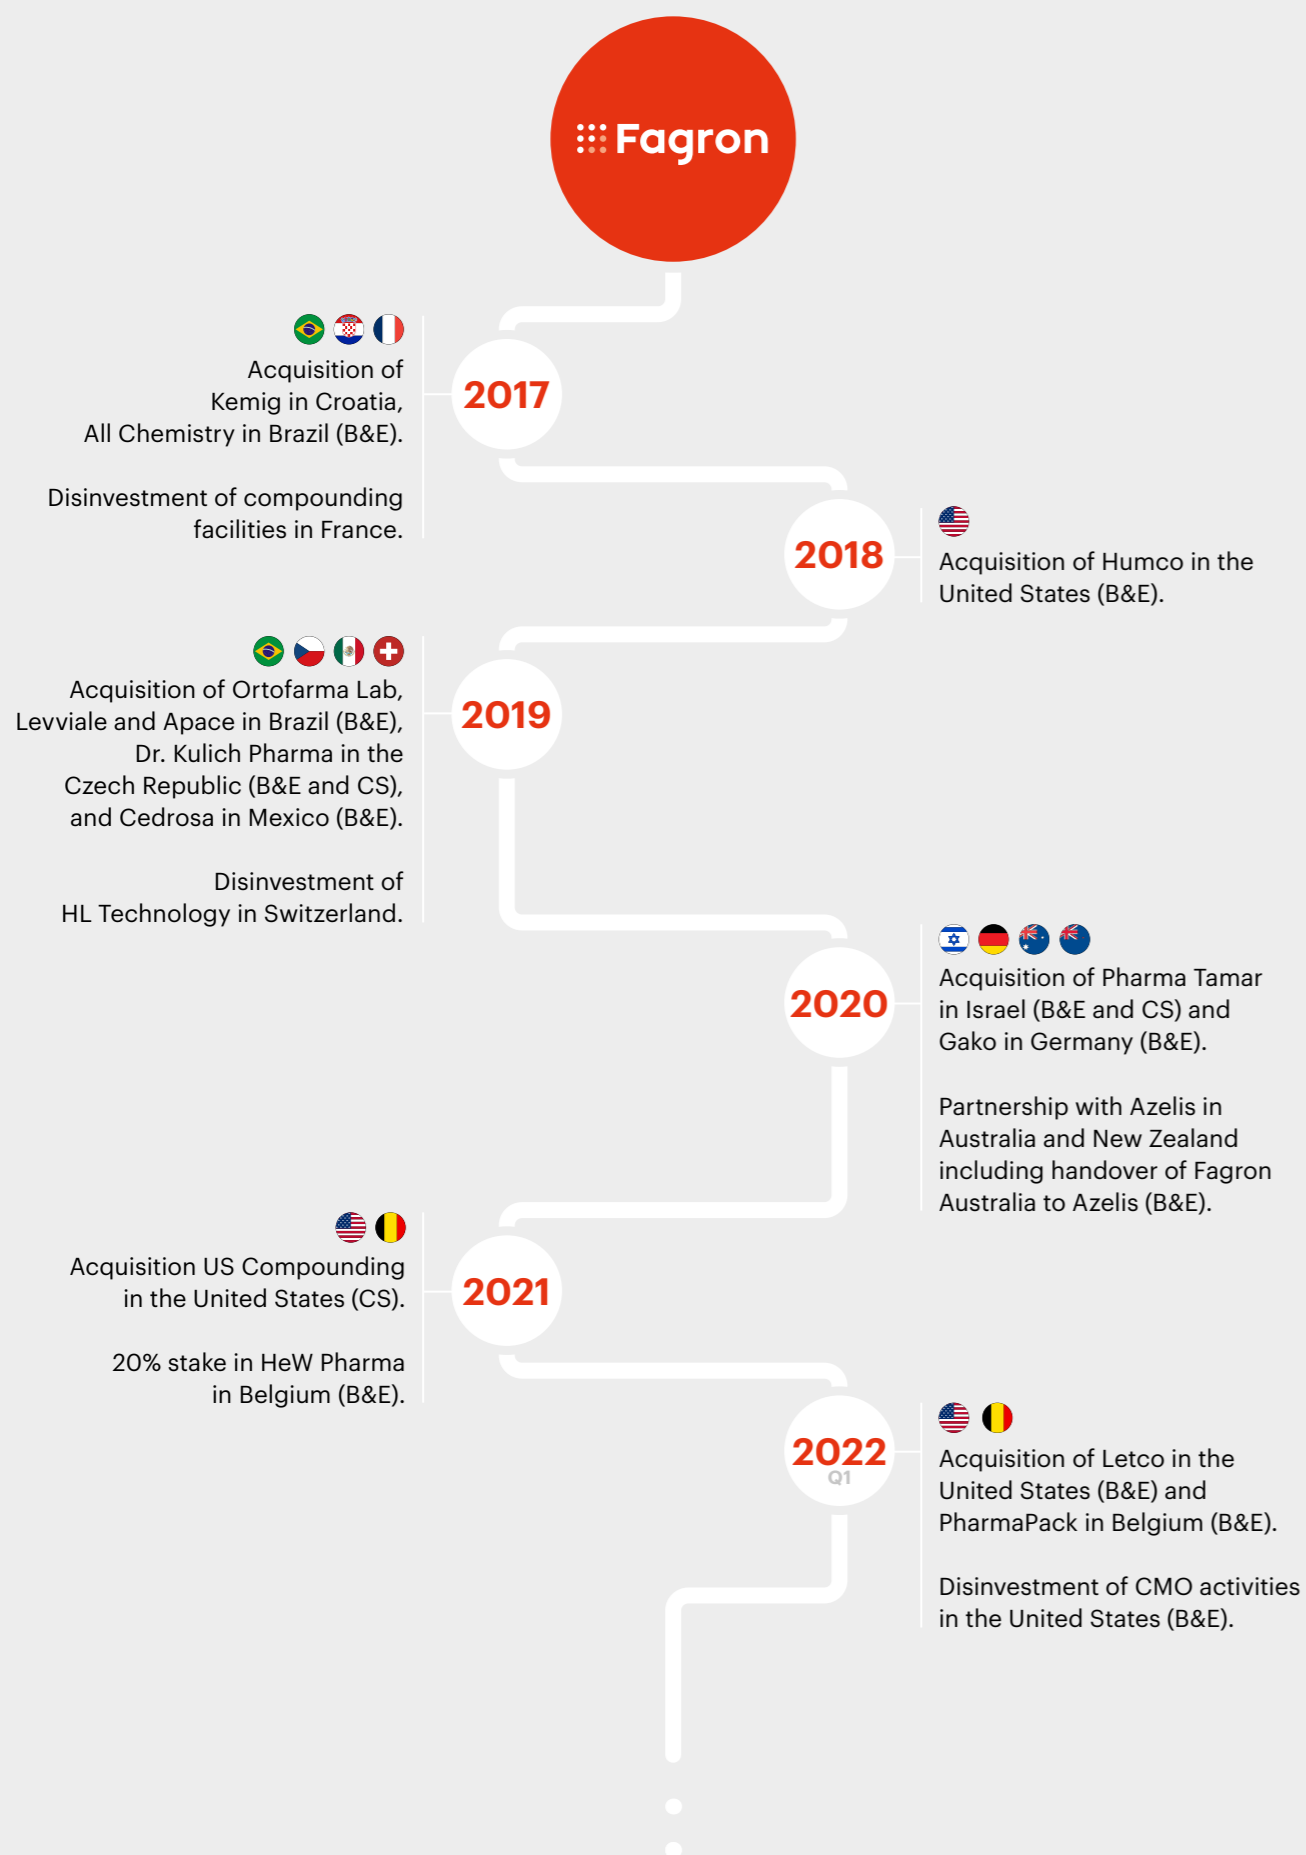 Fagron
2017
Acquisition of
Kemig in Croatia,
All Chemistry in Brazil (B&E).
Disinvestment of compounding
facilities in France.
2018
Acquisition of Humco in the
United States (B&E).
2019
Acquisition of Ortofarma Lab,
Levviale and Apace in Brazil (B&E),
Dr. Kulich Pharma in the
Czech Republic (B&E and CS),
and Cedrosa in Mexico (B&E).
Disinvestment of
HL Technology in Switzerland.
2020
Acquisition of Pharma Tamar
in Israel (B&E and CS) and
Gako in Germany (B&E).
Partnership with Azelis in
Australia and New Zealand
including handover of Fagron
Australia to Azelis (B&E).
2021
Acquisition US Compounding
in the United States (CS).
20% stake in HeW Pharma
in Belgium (B&E).
2022
Q1
Acquisition of Letco in the
United States (B&E) and
PharmaPack in Belgium (B&E).
Disinvestment of CMO activities
in the United States (B&E).